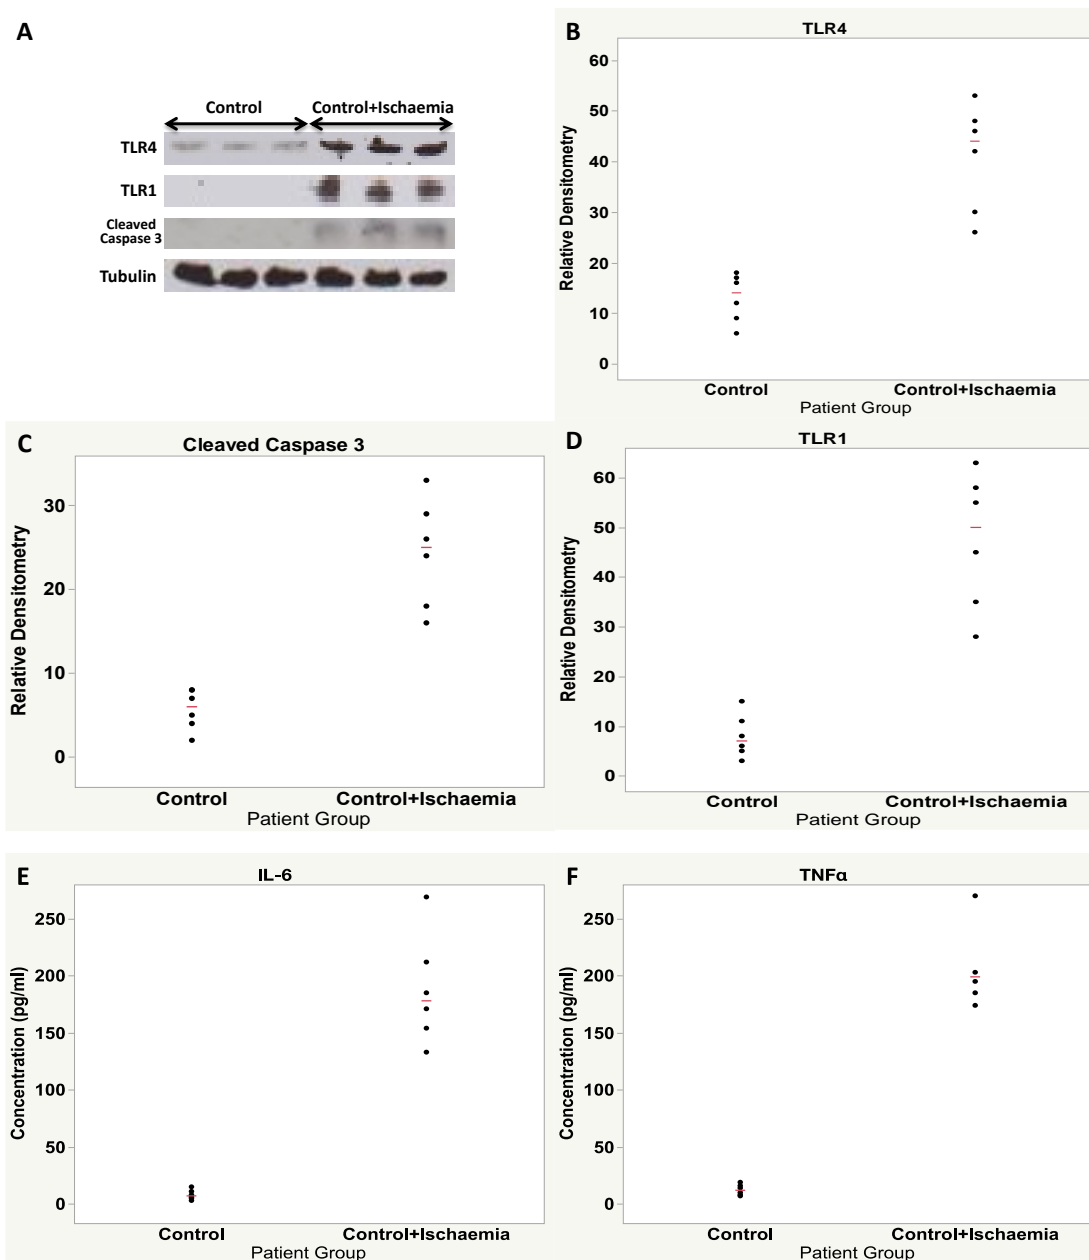 A
Control
Control+Ischaemia
TLR4
TLR1
Cleaved
Caspase 3
Tubulin
B
TLR4
Relative Densitometry
60
50
40
30
20
10
0
Control
Control+Ischaemia
Patient Group
C
Cleaved Caspase 3
Relative Densitometry
30
20
10
0
Control
Control+Ischaemia
Patient Group
D
TLR1
Relative Densitometry
60
50
40
30
20
10
0
Control
Control+Ischaemia
Patient Group
E
IL-6
Concentration (pg/ml)
250
200
150
100
50
0
Control
Control+Ischaemia
Patient Group
F
TNFα
Concentration (pg/ml)
250
200
150
100
50
0
Control
Control+Ischaemia
Patient Group